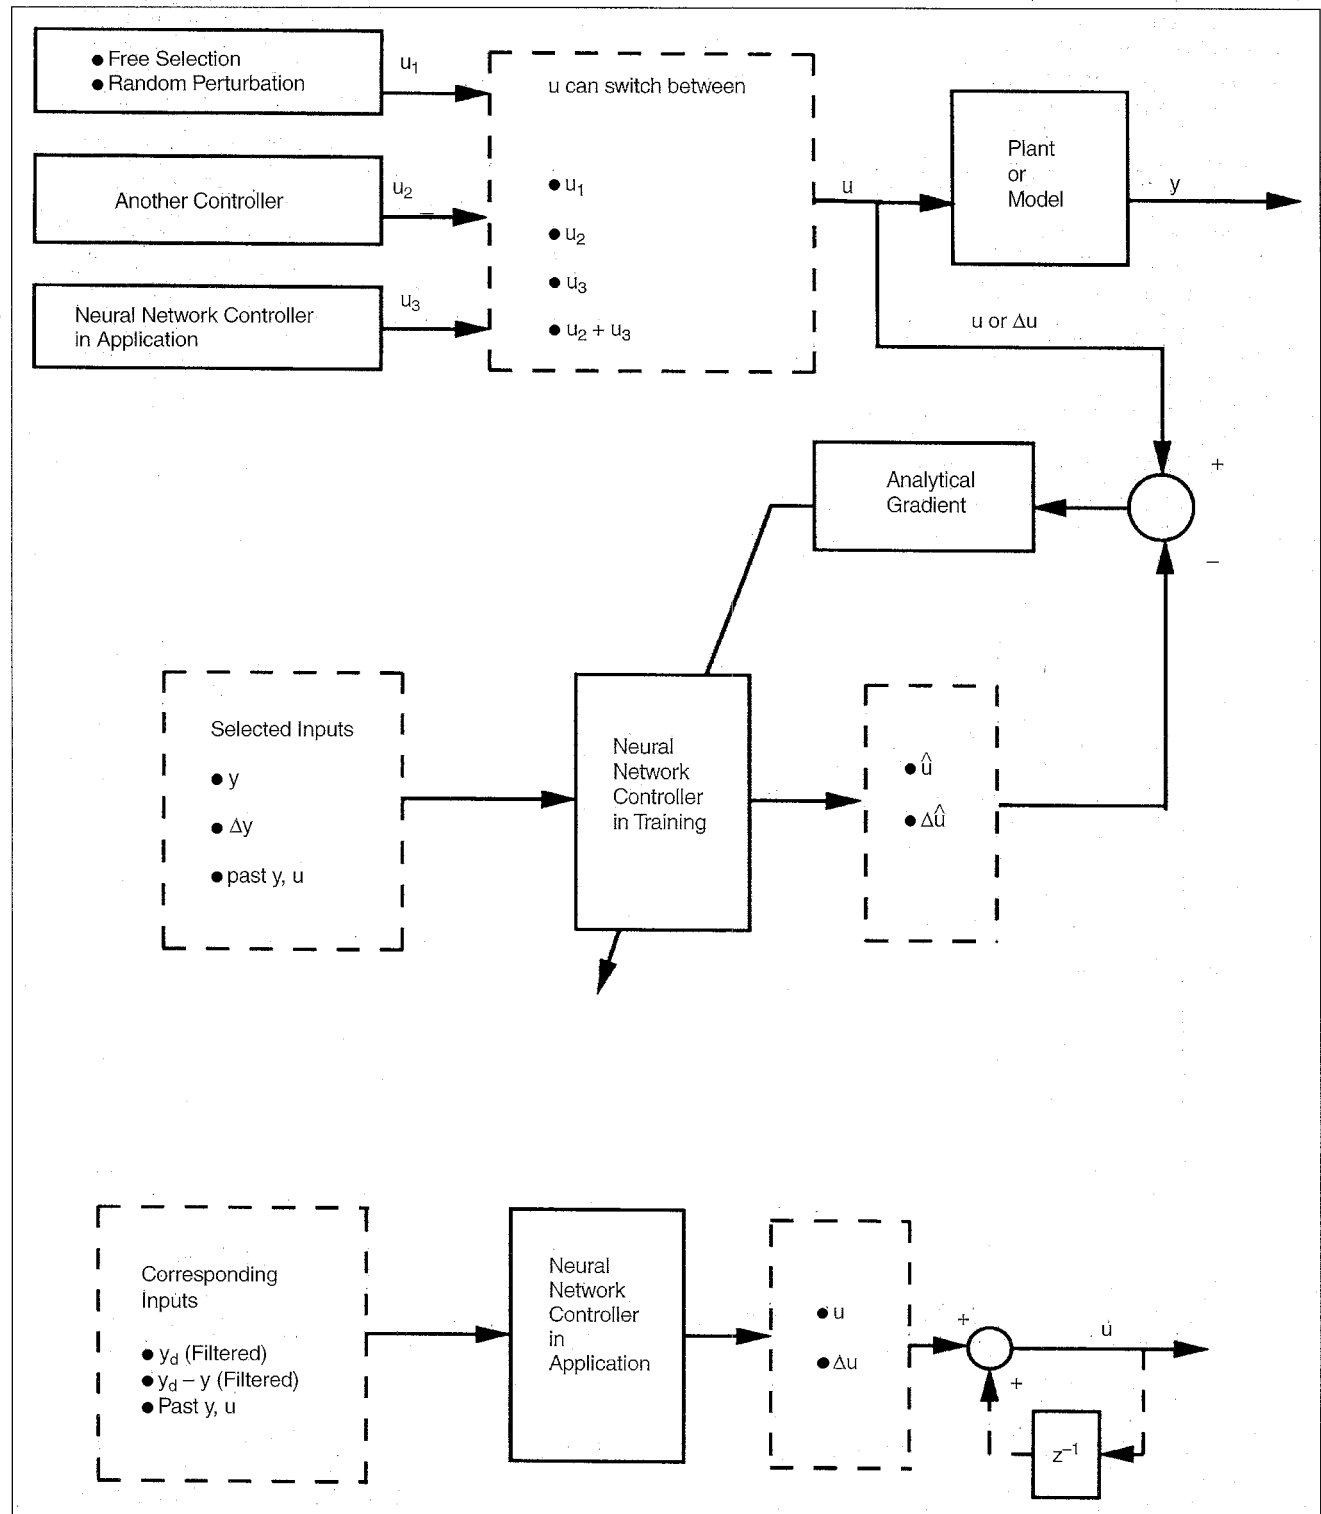 ● Free Selection
● Random Perturbation
u₁
Another Controller
u₂
Neural Network Controller
in Application
u₃
u can switch between
● u₁
● u₂
● u₃
● u₂ + u₃
u
Plant
or
Model
y
u or Δu
+
−
Analytical
Gradient
Selected Inputs
● y
● Δy
● past y, u
Neural
Network
Controller
in Training
● û
● Δû
Corresponding
Inputs
● y_d (Filtered)
● y_d − y (Filtered)
● Past y, u
Neural
Network
Controller
in
Application
● u
● Δu
+
+
u
z⁻¹